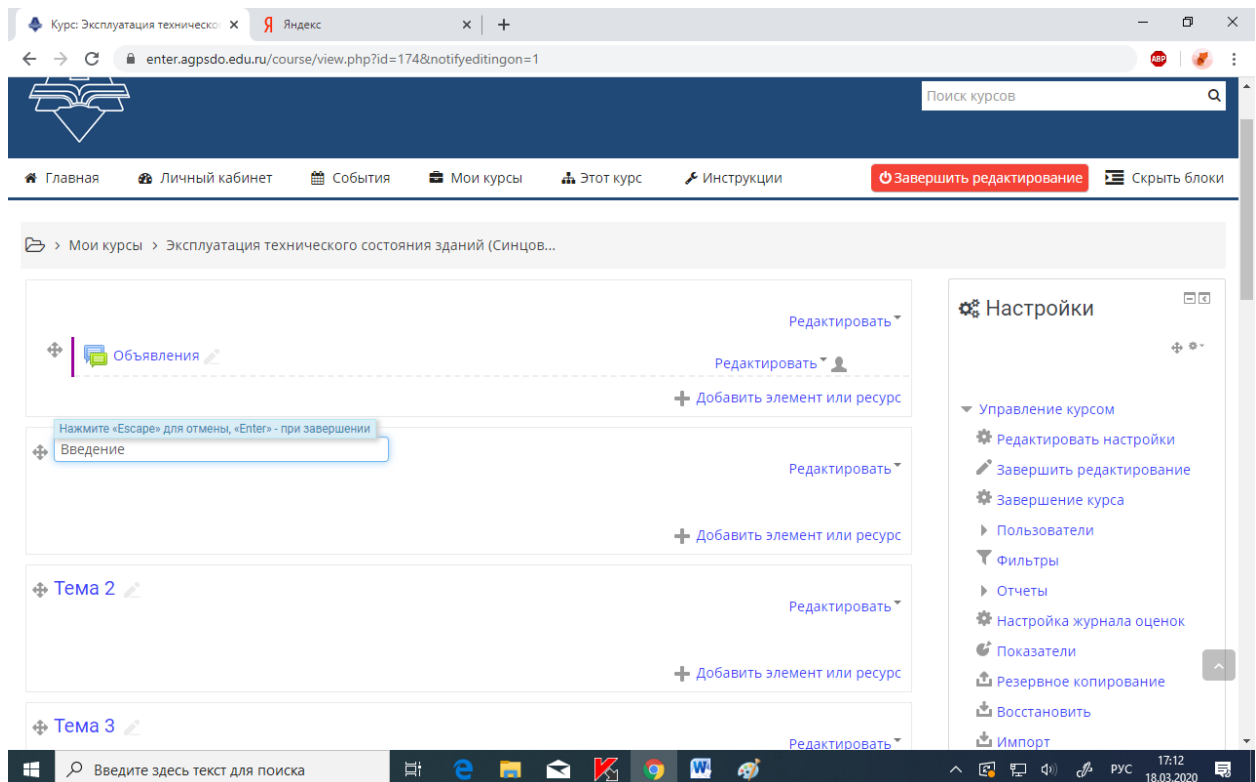 Курс: Эксплуатация техническо
Яндекс
enter.agpsdo.edu.ru/course/view.php?id=174&notifyeditingon=1
ABP
Поиск курсов
Главная Личный кабинет События Мои курсы Этот курс Инструкции Завершить редактирование Скрыть блоки
> Мои курсы > Эксплуатация технического состояния зданий (Синцов...
Редактировать
Объявления
Редактировать
Добавить элемент или ресурс
Нажмите «Escape» для отмены, «Enter» - при завершении
Введение
Редактировать
Добавить элемент или ресурс
Тема 2
Редактировать
Добавить элемент или ресурс
Тема 3
Редактировать
Настройки
Управление курсом
Редактировать настройки
Завершить редактирование
Завершение курса
Пользователи
Фильтры
Отчеты
Настройка журнала оценок
Показатели
Резервное копирование
Восстановить
Импорт
Введите здесь текст для поиска
РУС
17:12
18.03.2020